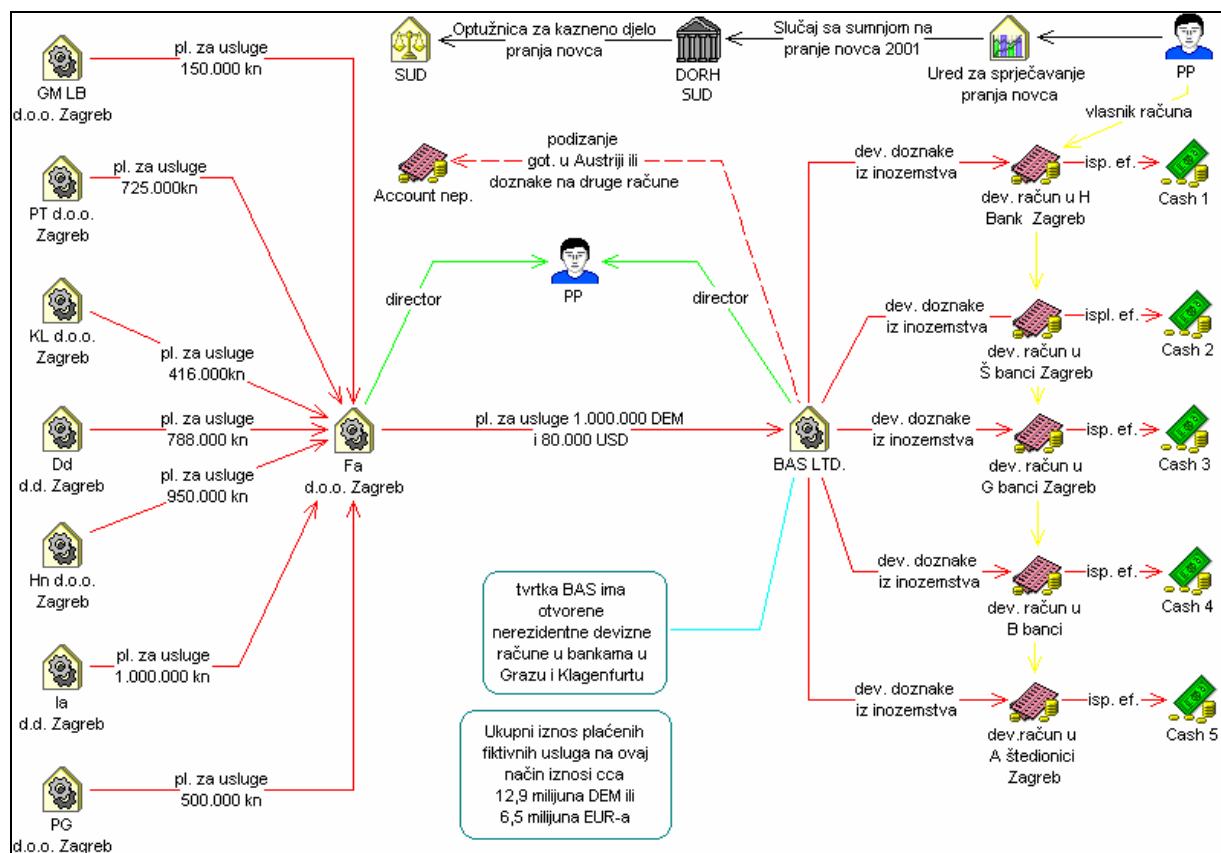 pl. za usluge
150.000 kn
GM LB
d.o.o. Zagreb
pl. za usluge
725.000kn
PT d.o.o.
Zagreb
KL d.o.o.
Zagreb
pl. za usluge
416.000kn
Dd
d.d. Zagreb
pl. za usluge
788.000 kn
Hn d.o.o.
Zagreb
pl. za usluge
950.000 kn
Ia
d.d. Zagreb
pl. za usluge
1.000.000 kn
PG
d.o.o. Zagreb
pl. za usluge
500.000 kn
SUD
Optužnica za kazneno djelo
pranja novca
DORH
SUD
Slučaj sa sumnjom na
pranje novca 2001
Ured za sprječavanje
pranja novca
PP
vlasnik računa
Account nep.
podizanje
got. u Austriji ili
doznake na druge račune
PP
director
director
Fa
d.o.o. Zagreb
pl. za usluge 1.000.000 DEM
i 80.000 USD
BAS LTD.
tvrtka BAS ima
otvorene
nerezidentne devizne
račune u bankama u
Grazu i Klagenfurtu
Ukupni iznos plaćenih
fiktivnih usluga na ovaj
način iznosi cca
12,9 milijuna DEM ili
6,5 milijuna EUR-a
dev. doznake
iz inozemstva
dev. račun u H
Bank Zagreb
isp. ef.
Cash 1
dev. doznake
iz inozemstva
dev. račun u
Š banci Zagreb
ispl. ef.
Cash 2
dev. doznake
iz inozemstva
dev. račun u
G banci Zagreb
isp. ef.
Cash 3
dev. doznake
iz inozemstva
dev. račun u
B banci
isp. ef.
Cash 4
dev. doznake
iz inozemstva
dev.račun u
A štedionici
Zagreb
isp. ef.
Cash 5